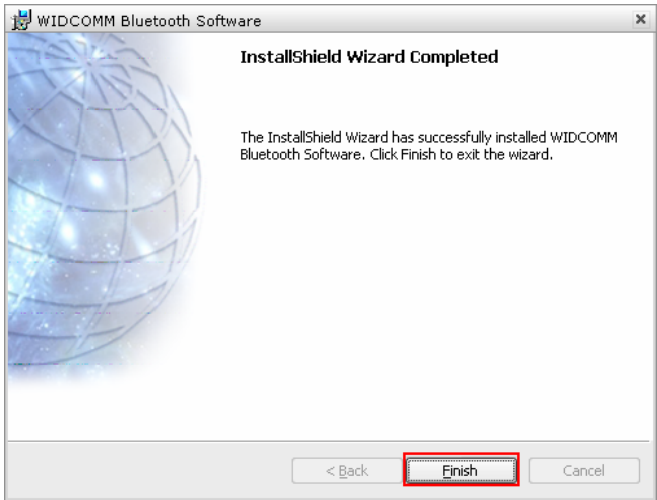 WIDCOMM Bluetooth Software
InstallShield Wizard Completed
The InstallShield Wizard has successfully installed WIDCOMM
Bluetooth Software. Click Finish to exit the wizard.
< Back
Finish
Cancel